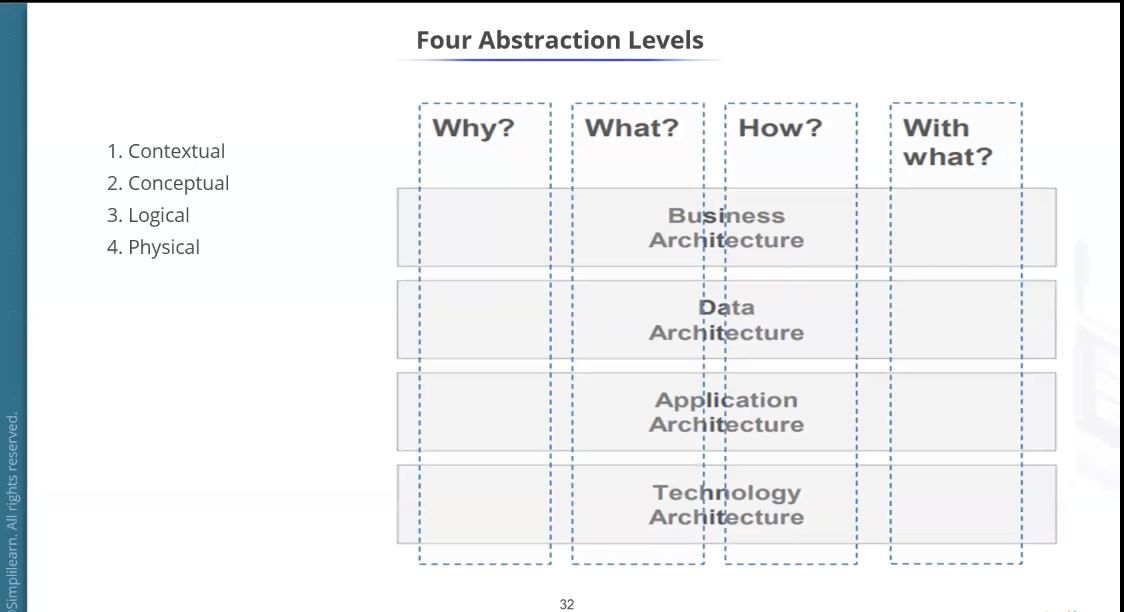 Four Abstraction Levels
1. Contextual
2. Conceptual
3. Logical
4. Physical
Why?
What?
How?
With
what?
Business
Architecture
Data
Architecture
Application
Architecture
Technology
Architecture
©Simplilearn. All rights reserved.
32